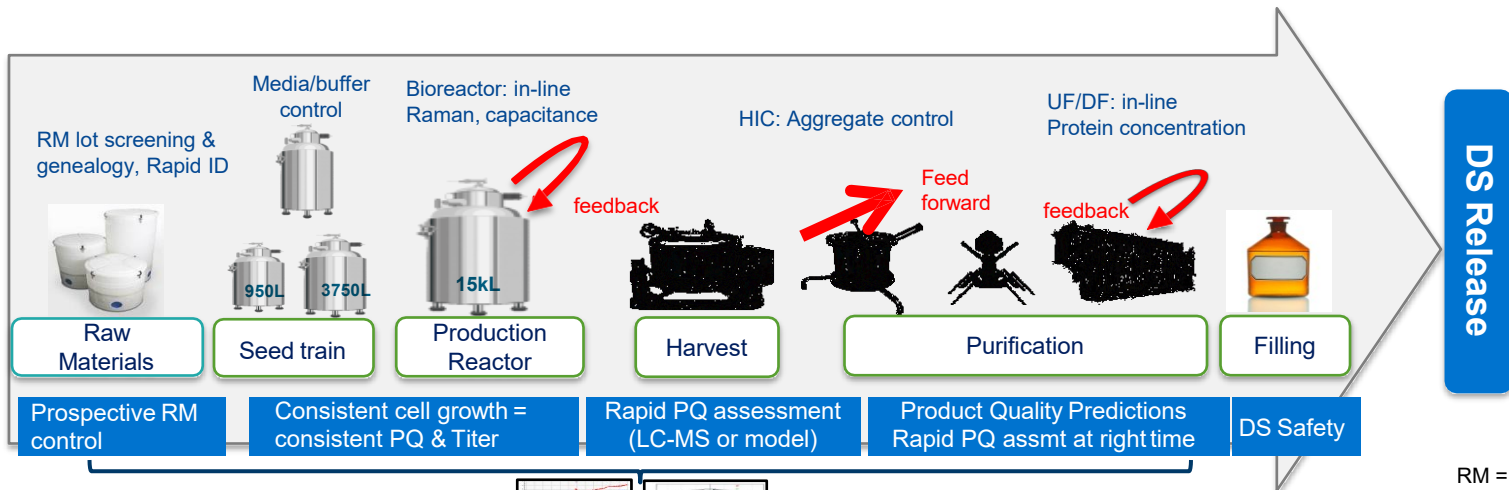 Media/buffer
control
Bioreactor: in-line
Raman, capacitance
UF/DF: in-line
Protein concentration
HIC: Aggregate control
RM lot screening &
genealogy, Rapid ID
Feed
forward
feedback
feedback
950L
3750L
15kL
Raw
Materials
Seed train
Production
Reactor
Harvest
Purification
Filling
DS Release
Prospective RM
control
Consistent cell growth =
consistent PQ & Titer
Rapid PQ assessment
(LC-MS or model)
Product Quality Predictions
Rapid PQ assmt at right time
DS Safety
RM =